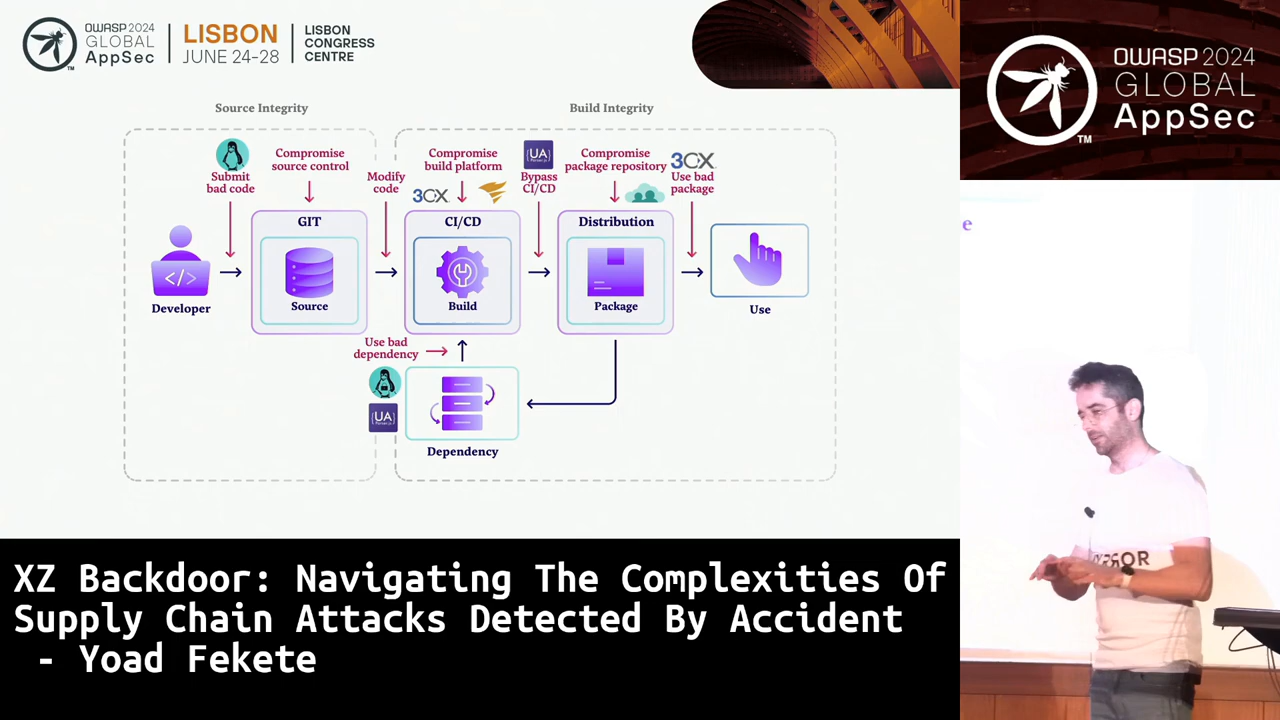 OWASP 2024
GLOBAL
AppSec
TM
LISBON
JUNE 24-28
LISBON
CONGRESS
CENTRE
OWASP 2024
GLOBAL
AppSec
TM
Source Integrity
Build Integrity
Submit
bad code
Compromise
source control
Modify
code
Compromise
build platform
3CX
UA
Bypass
CI/CD
Compromise
package repository
3CX
Use bad
package
GIT
Source
CI/CD
Build
Distribution
Package
</>
Developer
Use
Use bad
dependency
UA
Dependency
e
XZ Backdoor: Navigating The Complexities Of
Supply Chain Attacks Detected By Accident
- Yoad Fekete